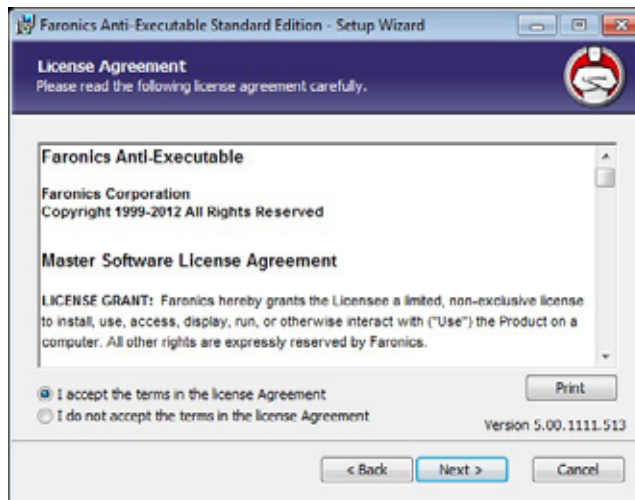 Faronics Anti-Executable Standard Edition - Setup Wizard
License Agreement
Please read the following license agreement carefully.
Faronics Anti-Executable
Faronics Corporation
Copyright 1999-2012 All Rights Reserved
Master Software License Agreement
LICENSE GRANT: Faronics hereby grants the Licensee a limited, non-exclusive license
to install, use, access, display, run, or otherwise interact with ("Use") the Product on a
computer. All other rights are expressly reserved by Faronics.
I accept the terms in the license Agreement
Print
I do not accept the terms in the license Agreement
Version 5.00.1111.513
< Back Next > Cancel